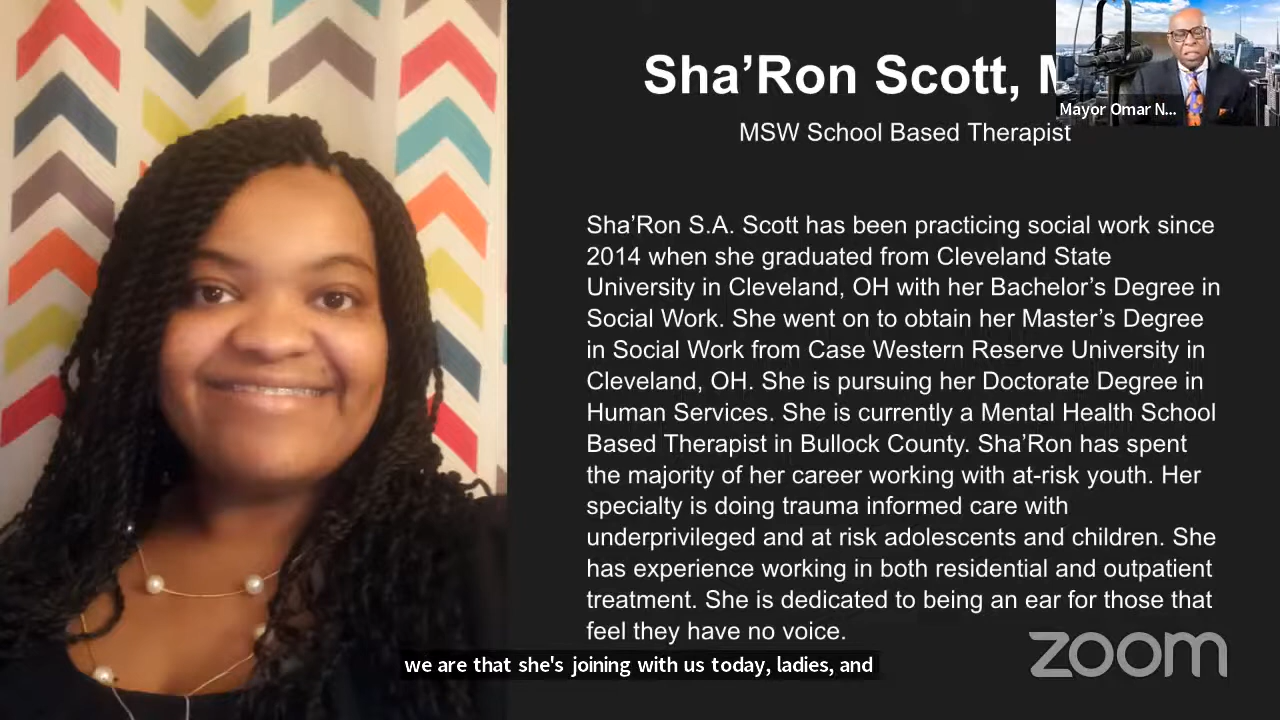 Sha’Ron Scott,
Mayor Omar N...
MSW School Based Therapist
Sha’Ron S.A. Scott has been practicing social work since
2014 when she graduated from Cleveland State
University in Cleveland, OH with her Bachelor’s Degree in
Social Work. She went on to obtain her Master’s Degree
in Social Work from Case Western Reserve University in
Cleveland, OH. She is pursuing her Doctorate Degree in
Human Services. She is currently a Mental Health School
Based Therapist in Bullock County. Sha’Ron has spent
the majority of her career working with at-risk youth. Her
specialty is doing trauma informed care with
underprivileged and at risk adolescents and children. She
has experience working in both residential and outpatient
treatment. She is dedicated to being an ear for those that
feel they have no voice.
we are that she's joining with us today, ladies, and
zoom